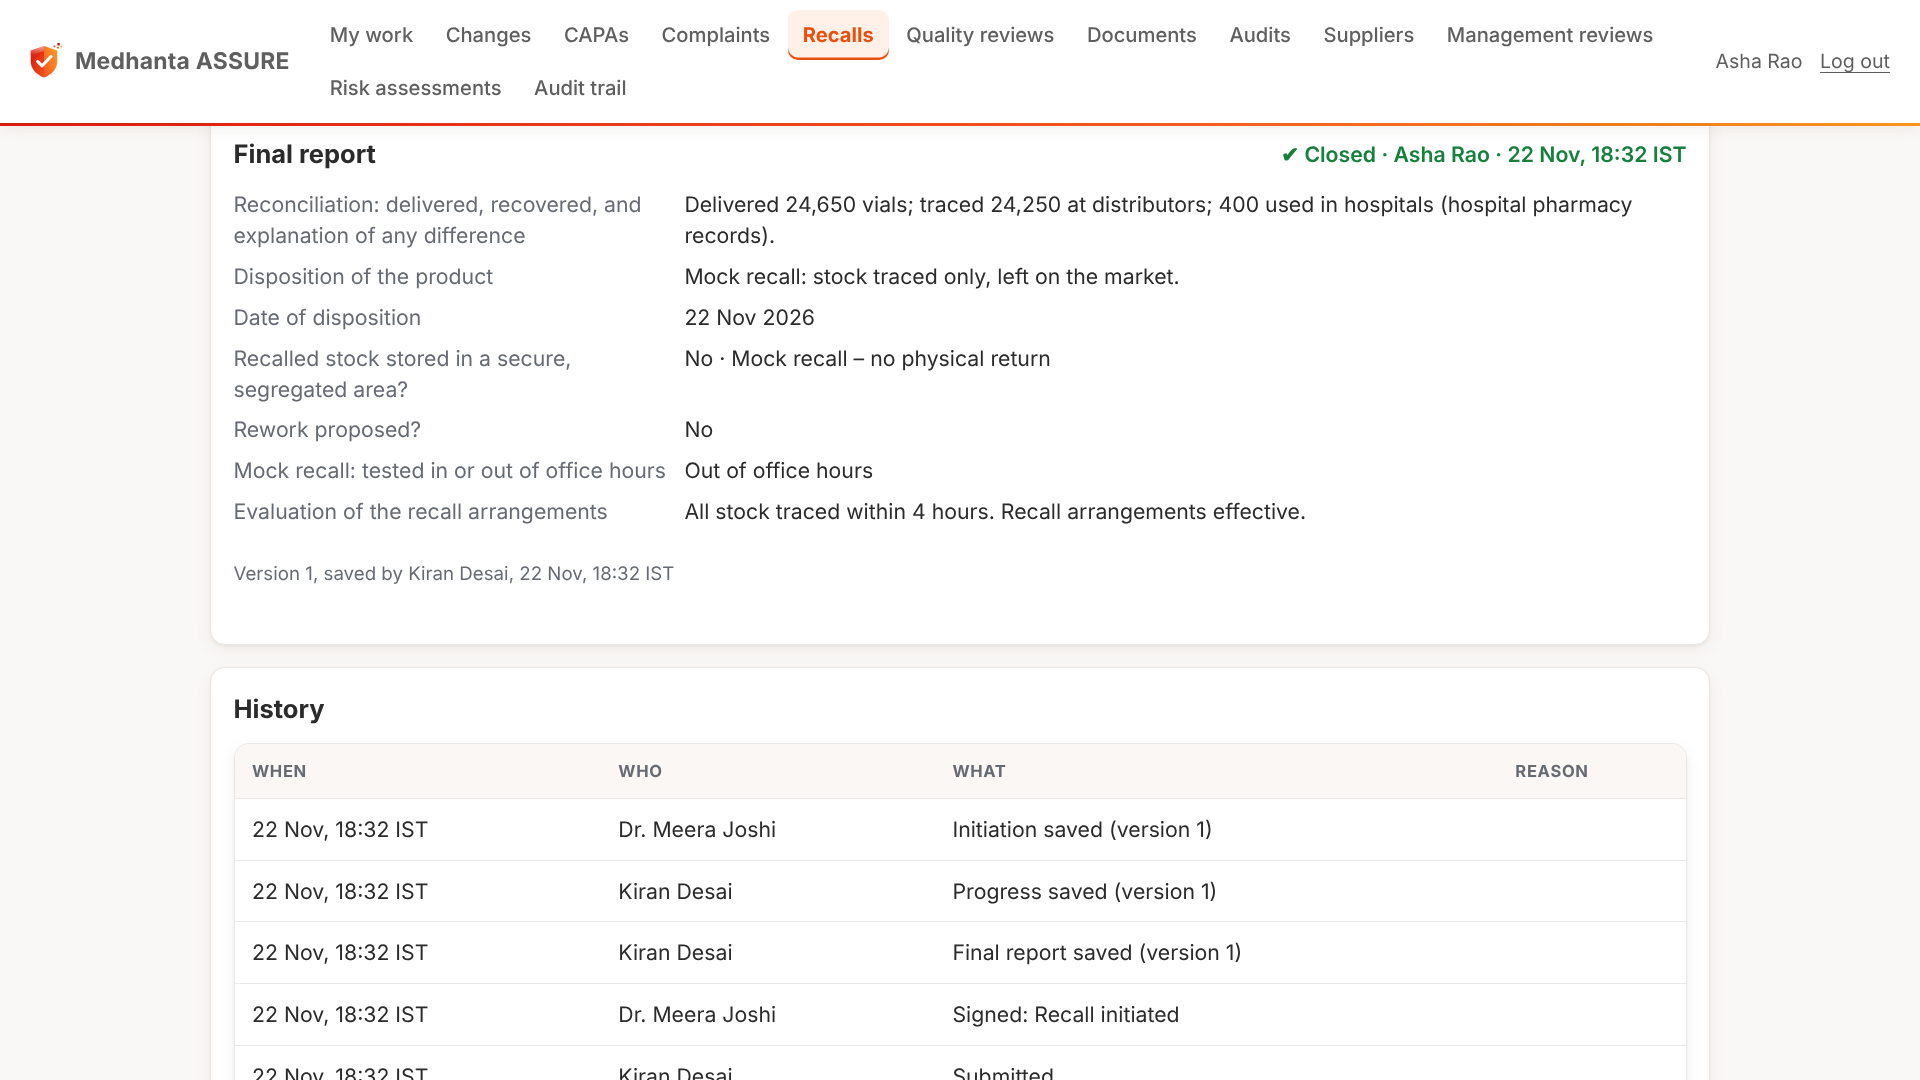 Medhanta ASSURE
My work Changes CAPAs Complaints Recalls Quality reviews Documents Audits Suppliers Management reviews
Risk assessments Audit trail
Asha Rao Log out
Final report
✔ Closed · Asha Rao · 22 Nov, 18:32 IST
Reconciliation: delivered, recovered, and
explanation of any difference
Delivered 24,650 vials; traced 24,250 at distributors; 400 used in hospitals (hospital pharmacy
records).
Disposition of the product
Mock recall: stock traced only, left on the market.
Date of disposition
22 Nov 2026
Recalled stock stored in a secure,
segregated area?
No · Mock recall – no physical return
Rework proposed?
No
Mock recall: tested in or out of office hours
Out of office hours
Evaluation of the recall arrangements
All stock traced within 4 hours. Recall arrangements effective.
Version 1, saved by Kiran Desai, 22 Nov, 18:32 IST
History
WHEN WHO WHAT REASON
22 Nov, 18:32 IST Dr. Meera Joshi Initiation saved (version 1)
22 Nov, 18:32 IST Kiran Desai Progress saved (version 1)
22 Nov, 18:32 IST Kiran Desai Final report saved (version 1)
22 Nov, 18:32 IST Dr. Meera Joshi Signed: Recall initiated
22 Nov, 18:32 IST Kiran Desai Submitted